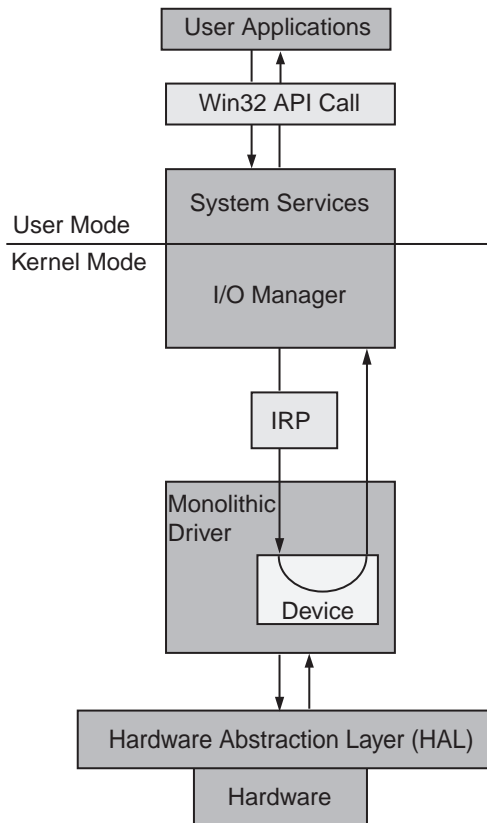 User Applications
Win32 API Call
System Services
User Mode
Kernel Mode
I/O Manager
IRP
Monolithic
Driver
Device
Hardware Abstraction Layer (HAL)
Hardware